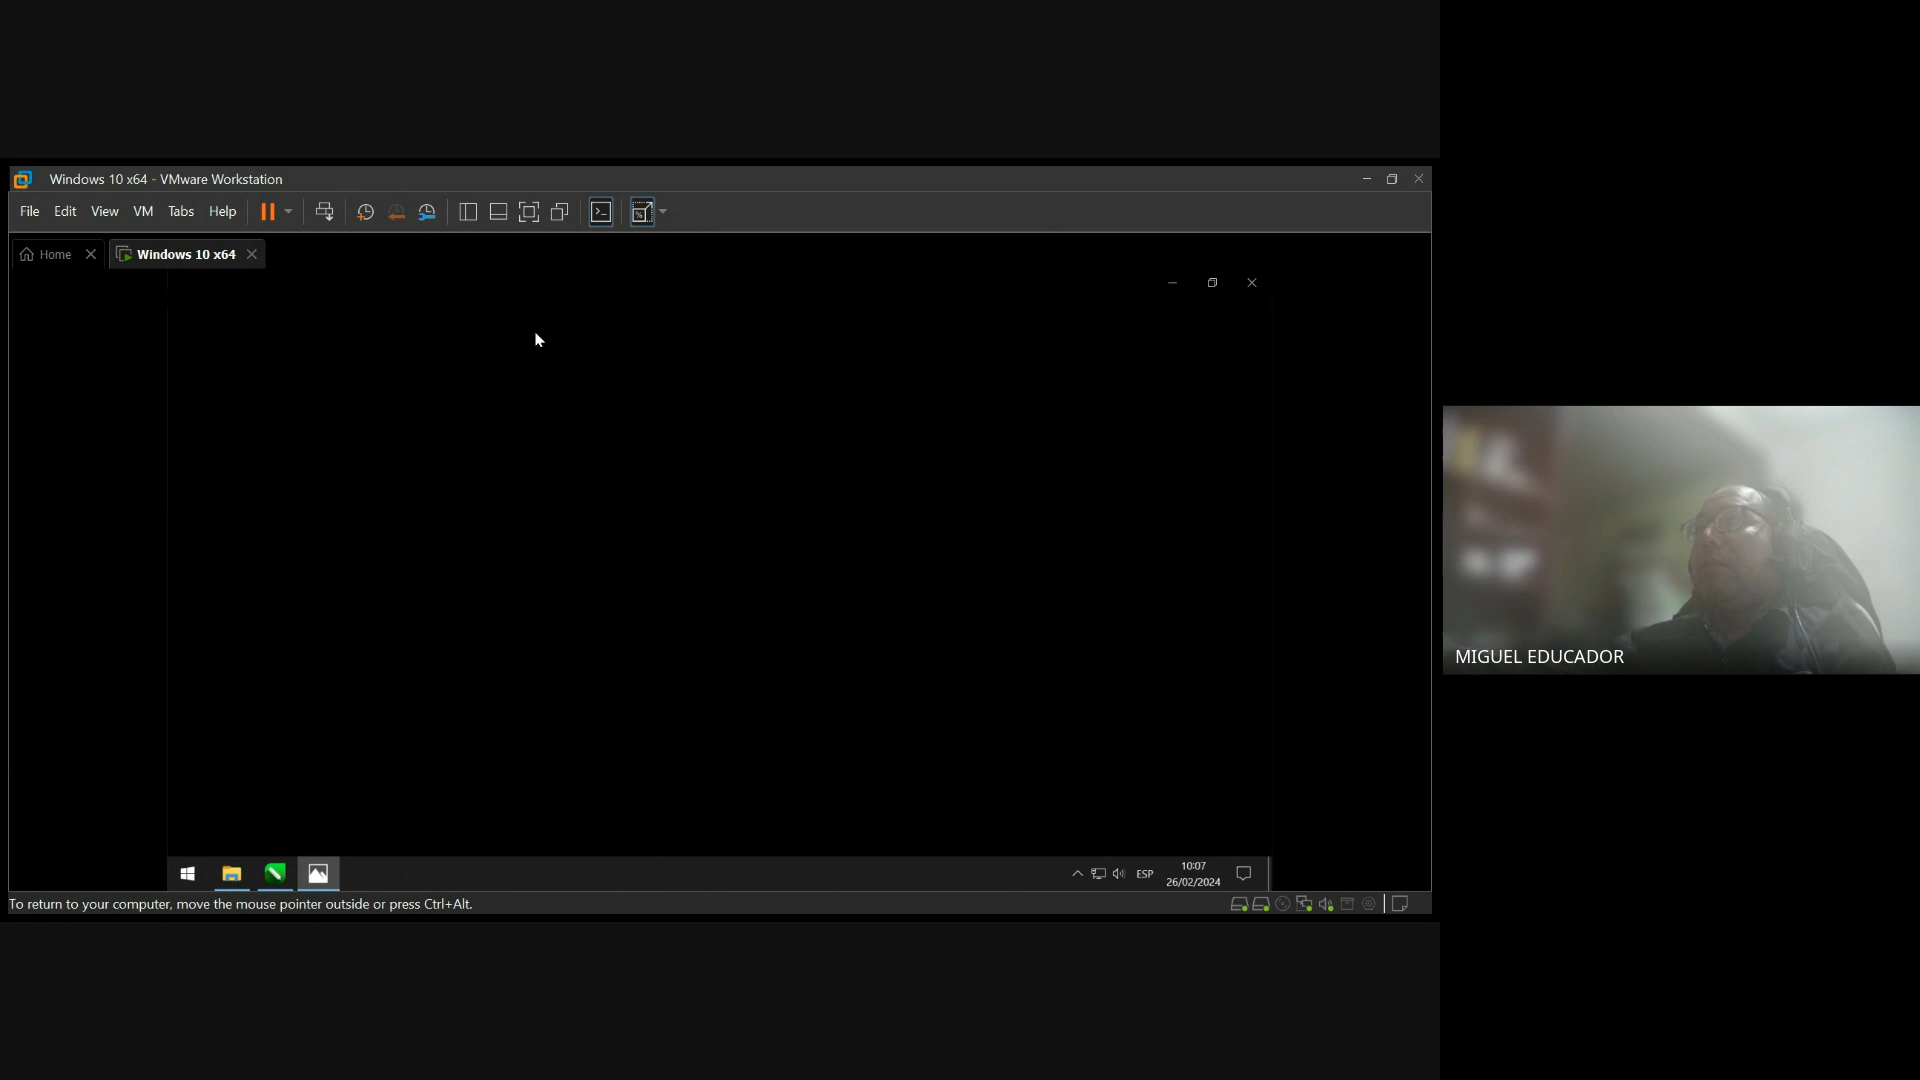 Windows 10 x64 - VMware Workstation
File Edit View VM Tabs Help
Home
Windows 10 x64
MIGUEL EDUCADOR
ESP
10:07
26/02/2024
To return to your computer, move the mouse pointer outside or press Ctrl+Alt.